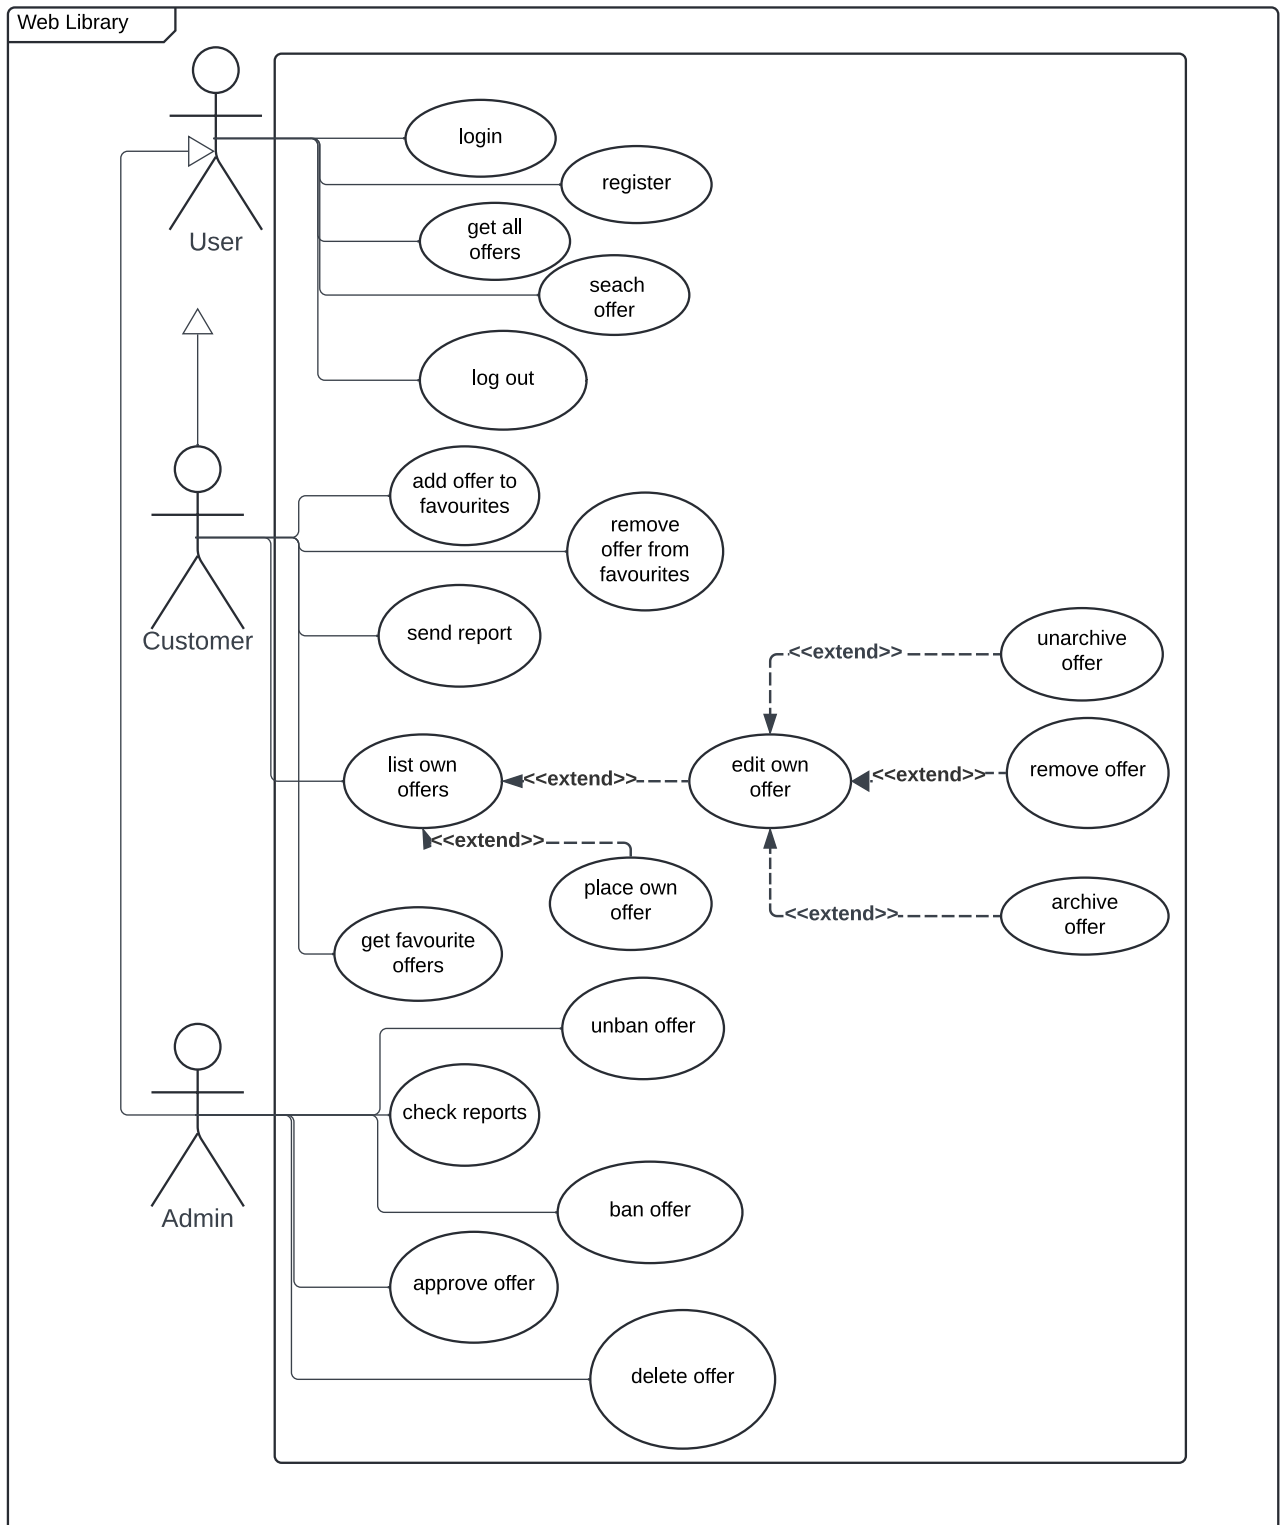 Web Library
login
register
User
get all
offers
seach
offer
log out
add offer to
favourites
remove
offer from
favourites
send report
Customer
unarchive
offer
<<extend>>
list own
offers
<<extend>>
edit own
offer
<<extend>>
remove offer
<<extend>>
place own
offer
<<extend>>
archive
offer
get favourite
offers
unban offer
check reports
Admin
ban offer
approve offer
delete offer